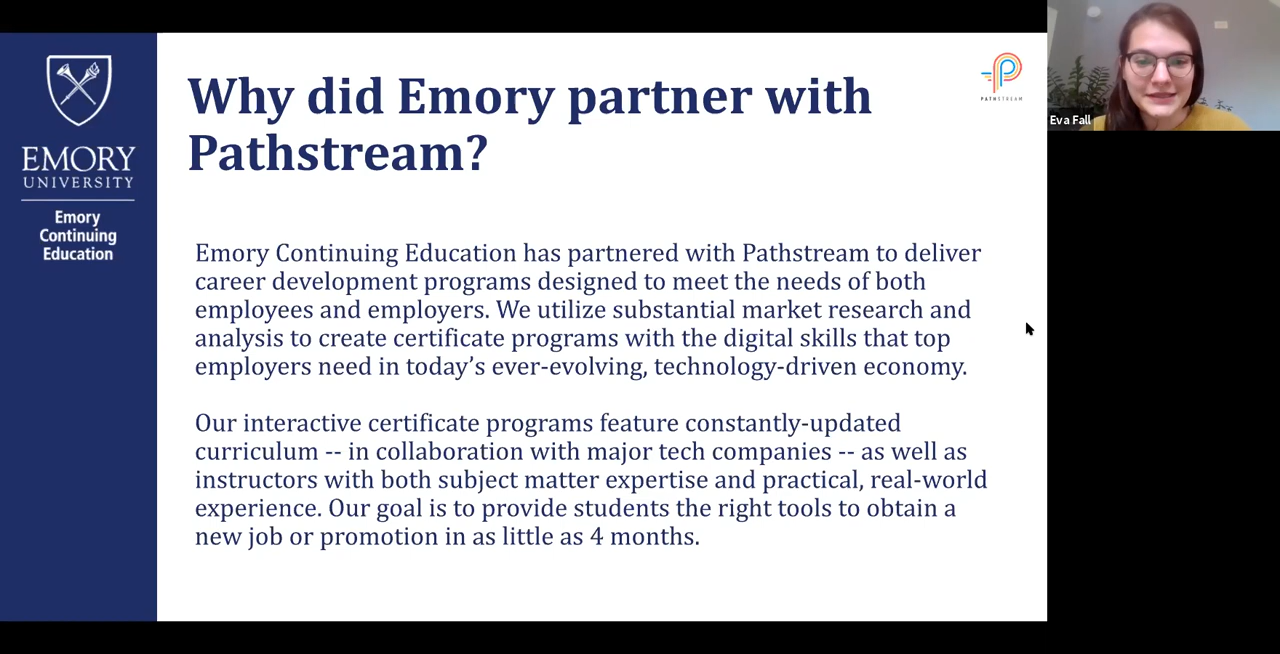 EMORY
UNIVERSITY
Emory
Continuing
Education
Why did Emory partner with
Pathstream?
PATHSTREAM
Eva Fall
Emory Continuing Education has partnered with Pathstream to deliver
career development programs designed to meet the needs of both
employees and employers. We utilize substantial market research and
analysis to create certificate programs with the digital skills that top
employers need in today’s ever-evolving, technology-driven economy.
Our interactive certificate programs feature constantly-updated
curriculum -- in collaboration with major tech companies -- as well as
instructors with both subject matter expertise and practical, real-world
experience. Our goal is to provide students the right tools to obtain a
new job or promotion in as little as 4 months.